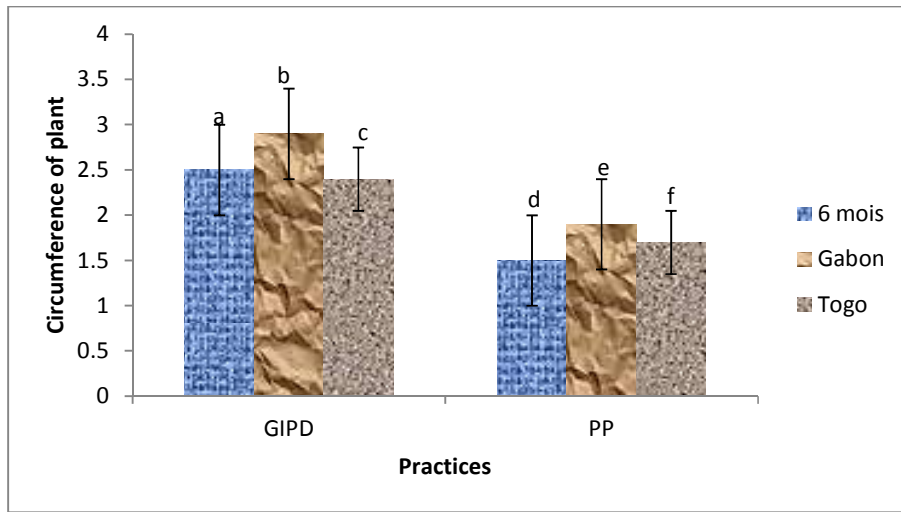 4
3.5
3
2.5
2
1.5
1
0.5
0
Circumference of plant
a
b
c
d
e
f
GIPD
PP
Practices
6 mois
Gabon
Togo